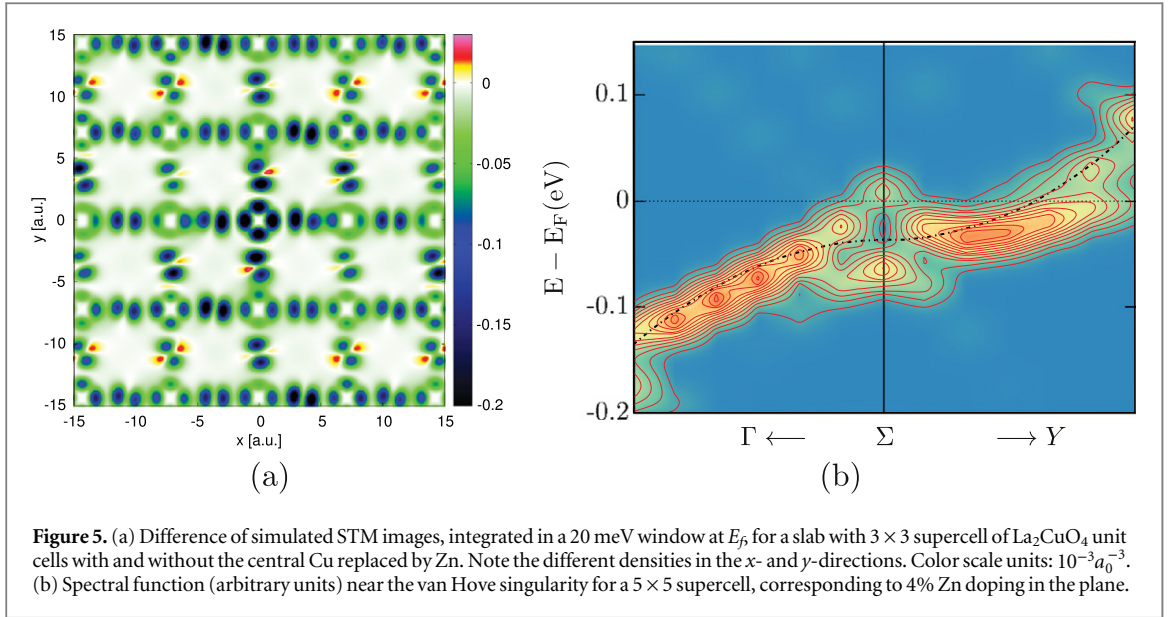 15
10
5
0
-5
-10
-15
y [a.u.]
-15 -10 -5 0 5 10 15
x [a.u.]
0
-0.05
-0.1
-0.15
-0.2
(a)
0.1
0
-0.1
-0.2
E − E_F(eV)
Γ ⟵ Σ ⟶ Y
(b)
Figure 5. (a) Difference of simulated STM images, integrated in a 20 meV window at E_f, for a slab with 3 × 3 supercell of La₂CuO₄ unit
cells with and without the central Cu replaced by Zn. Note the different densities in the x- and y-directions. Color scale units: 10⁻³a₀⁻³.
(b) Spectral function (arbitrary units) near the van Hove singularity for a 5 × 5 supercell, corresponding to 4% Zn doping in the plane.